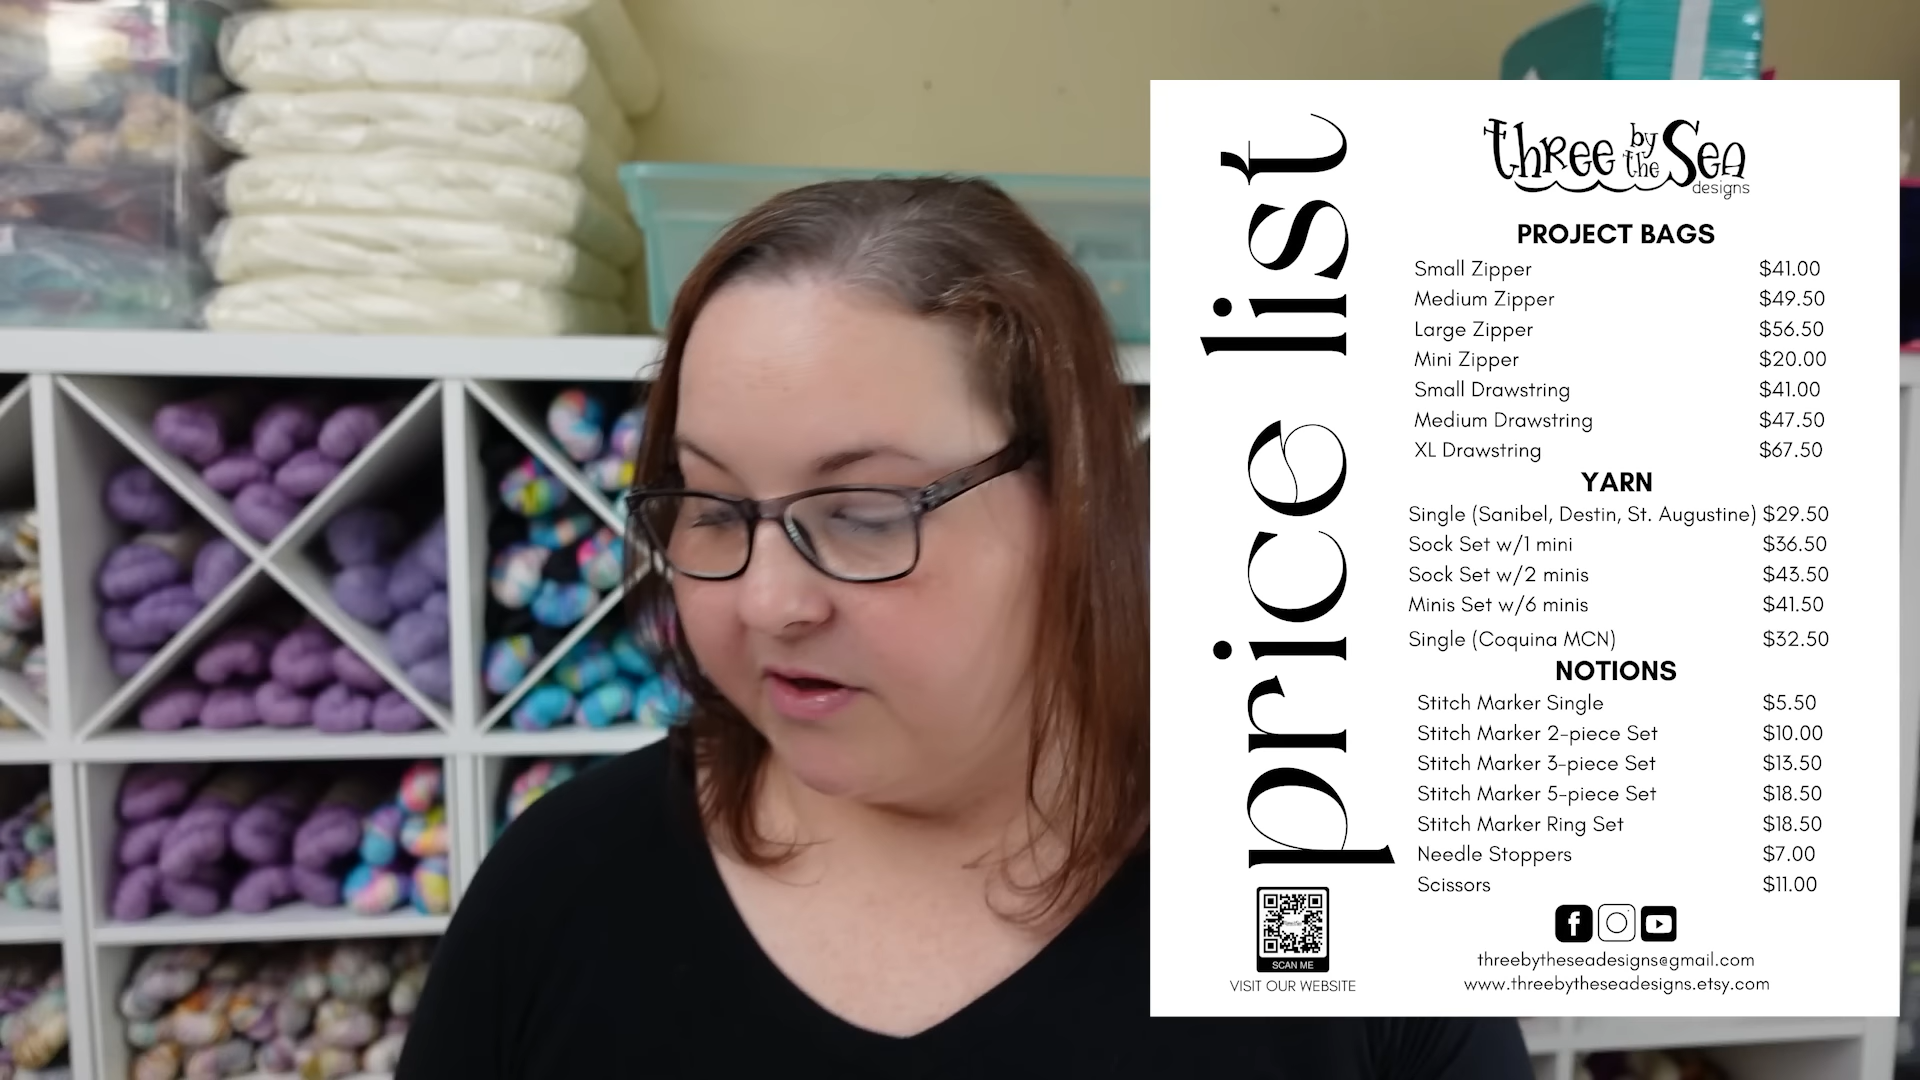 price list
three by the Sea
designs
PROJECT BAGS
Small Zipper $41.00
Medium Zipper $49.50
Large Zipper $56.50
Mini Zipper $20.00
Small Drawstring $41.00
Medium Drawstring $47.50
XL Drawstring $67.50
YARN
Single (Sanibel, Destin, St. Augustine) $29.50
Sock Set w/1 mini $36.50
Sock Set w/2 minis $43.50
Minis Set w/6 minis $41.50
Single (Coquina MCN) $32.50
NOTIONS
Stitch Marker Single $5.50
Stitch Marker 2-piece Set $10.00
Stitch Marker 3-piece Set $13.50
Stitch Marker 5-piece Set $18.50
Stitch Marker Ring Set $18.50
Needle Stoppers $7.00
Scissors $11.00
SCAN ME
VISIT OUR WEBSITE
threebytheseadesigns@gmail.com
www.threebytheseadesigns.etsy.com